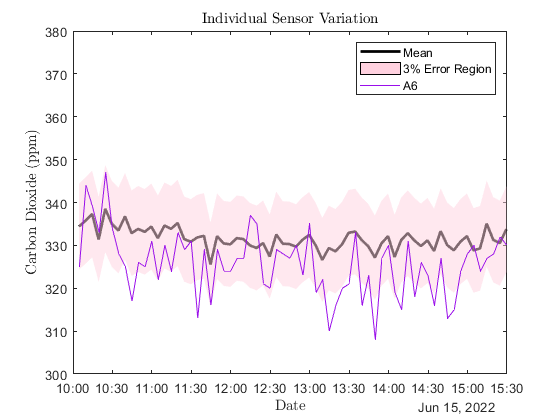 Individual Sensor Variation
380
370
360
350
340
330
320
310
300
Carbon Dioxide (ppm)
Mean
3% Error Region
A6
10:00 10:30 11:00 11:30 12:00 12:30 13:00 13:30 14:00 14:30 15:00 15:30
Date
Jun 15, 2022